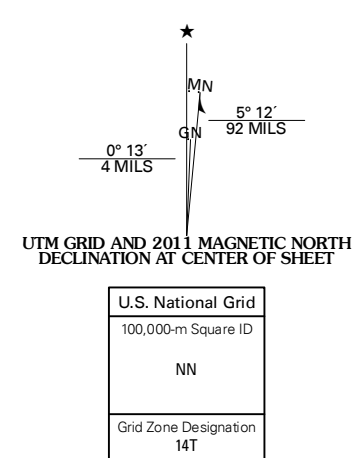 ★
MN
GN
5° 12´
92 MILS
0° 13´
4 MILS
UTM GRID AND 2011 MAGNETIC NORTH
DECLINATION AT CENTER OF SHEET
U.S. National Grid
100,000-m Square ID
NN
Grid Zone Designation
14T